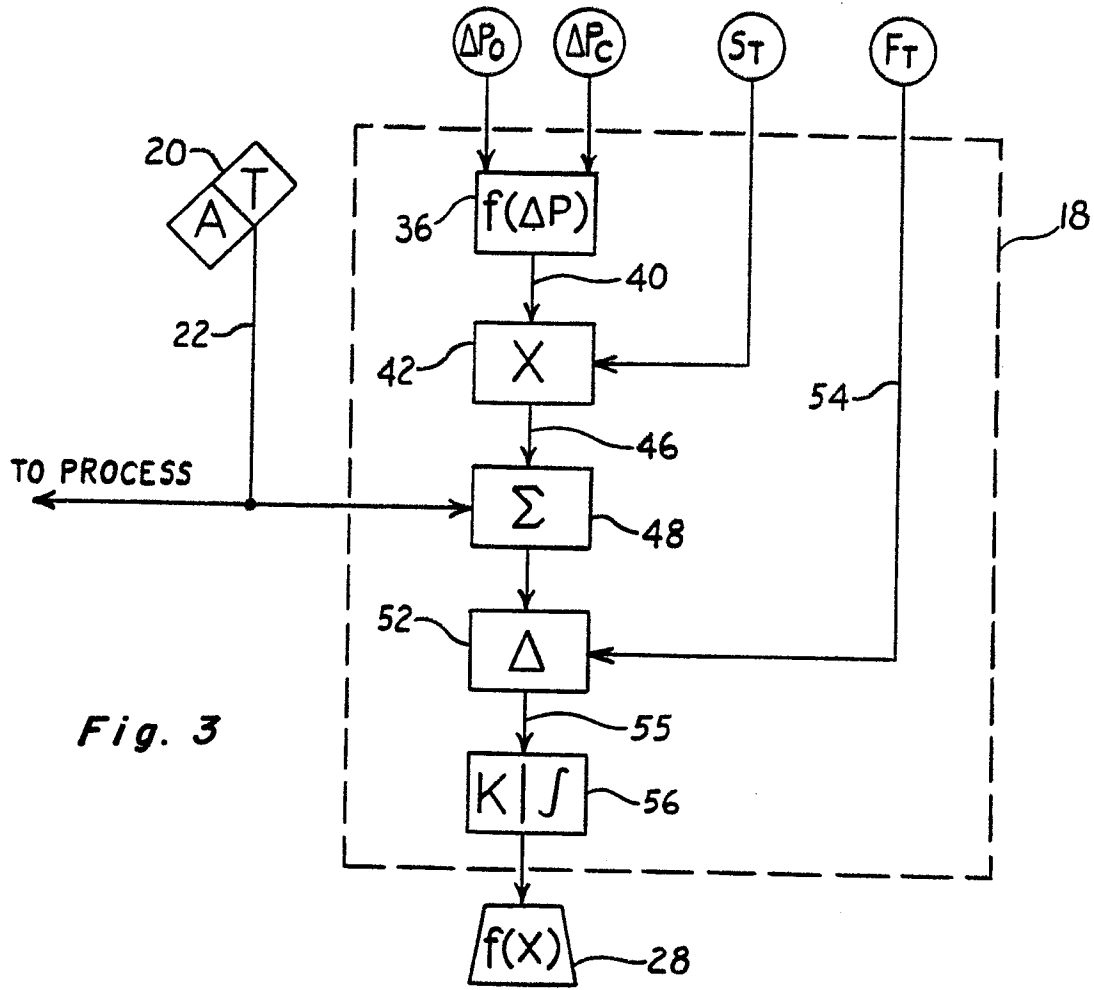 ΔPO ΔPC ST FT
20 A T
36 f(ΔP)
18
40
22
42 X
54
46
TO PROCESS
Σ 48
52 Δ
55
Fig. 3
K ∫ 56
f(X) 28